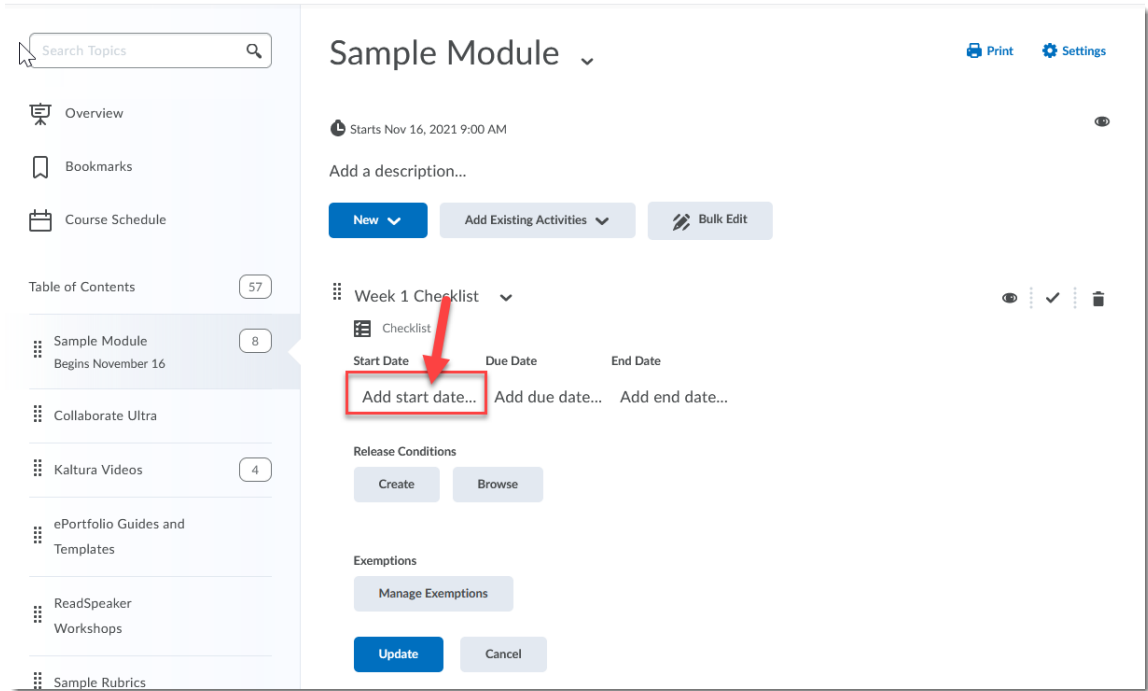 Search Topics
Overview
Bookmarks
Course Schedule
Table of Contents 57
Sample Module 8
Begins November 16
Collaborate Ultra
Kaltura Videos 4
ePortfolio Guides and
Templates
ReadSpeaker
Workshops
Sample Rubrics
Sample Module
Print Settings
Starts Nov 16, 2021 9:00 AM
Add a description...
New Add Existing Activities Bulk Edit
Week 1 Checklist
Checklist
Start Date Due Date End Date
Add start date... Add due date... Add end date...
Release Conditions
Create Browse
Exemptions
Manage Exemptions
Update Cancel